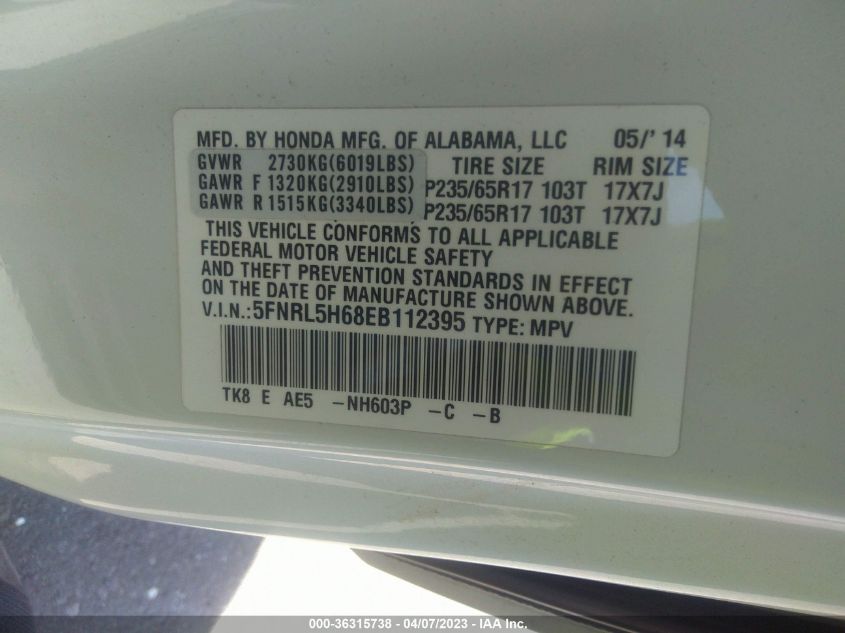 MFD. BY HONDA MFG. OF ALABAMA, LLC 05/' 14
GVWR 2730KG(6019LBS) TIRE SIZE RIM SIZE
GAWR F 1320KG(2910LBS) P235/65R17 103T 17X7J
GAWR R 1515KG(3340LBS) P235/65R17 103T 17X7J
THIS VEHICLE CONFORMS TO ALL APPLICABLE
FEDERAL MOTOR VEHICLE SAFETY
AND THEFT PREVENTION STANDARDS IN EFFECT
ON THE DATE OF MANUFACTURE SHOWN ABOVE.
V.I.N.:5FNRL5H68EB112395 TYPE: MPV
TK8 E AE5 -NH603P -C -B
000-36315738 - 04/07/2023 - IAA Inc.